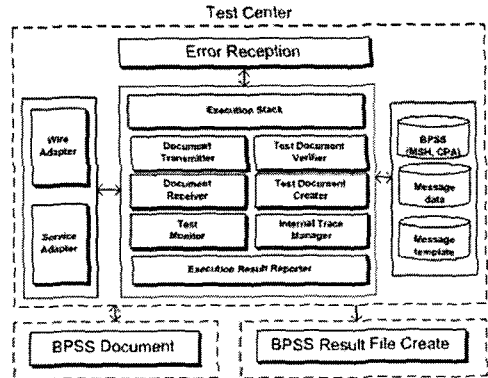 Test Center
Error Reception
Execution Stack
Wire
Adapter
Service
Adapter
Document
Transmitter
Test Document
Verifier
Document
Receiver
Test Document
Creater
Test
Monitor
Internal Trace
Manager
Execution Result Reporter
BPSS
(MSH, CPA)
Message
data
Message
template
BPSS Document
BPSS Result File Create